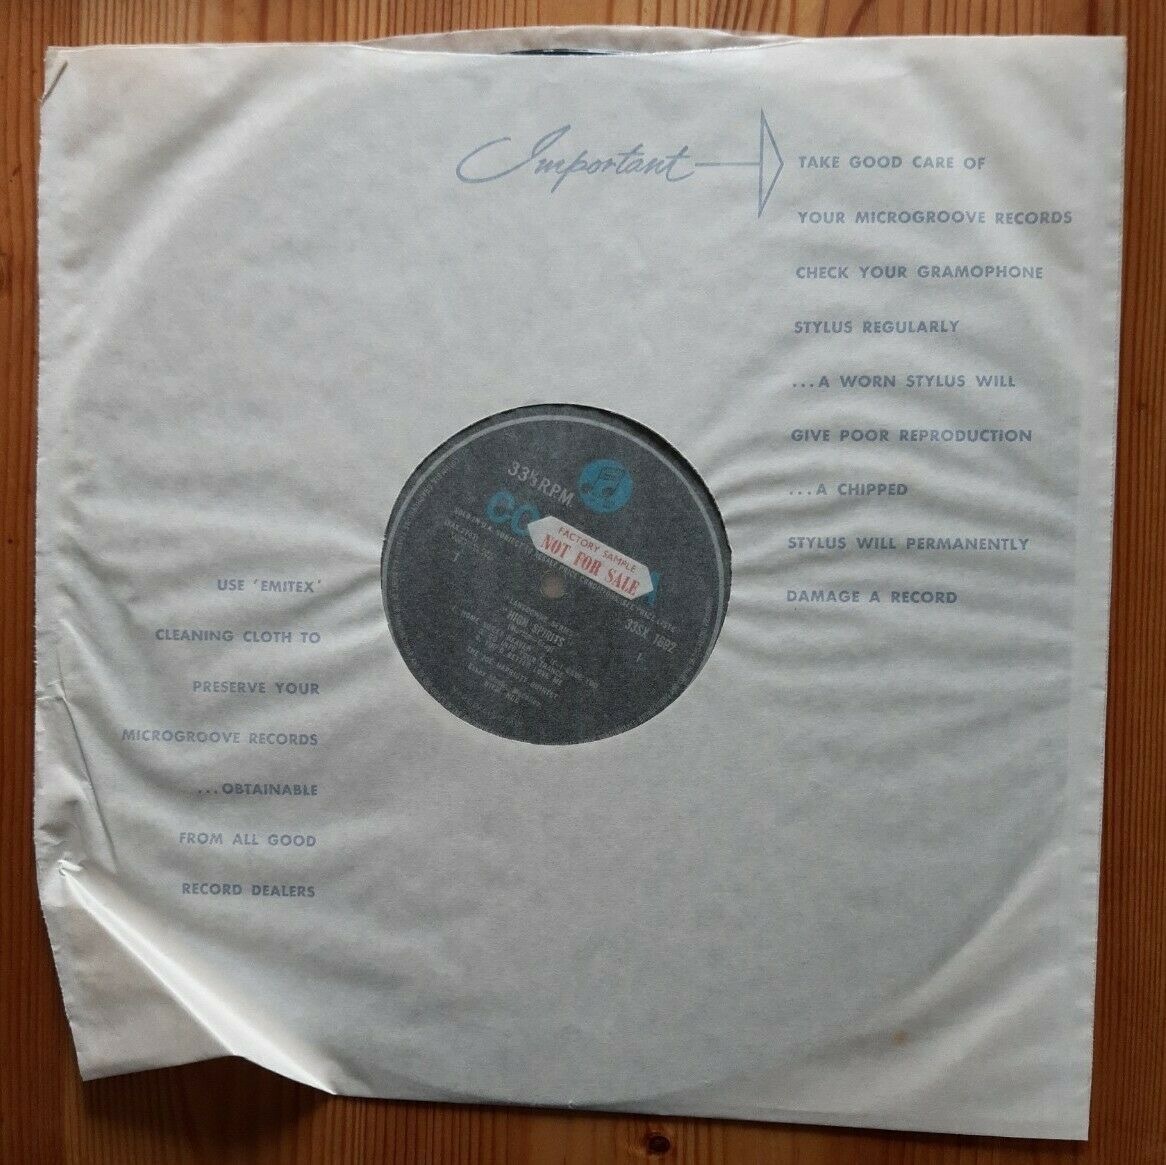 Important
TAKE GOOD CARE OF
YOUR MICROGROOVE RECORDS
CHECK YOUR GRAMOPHONE
STYLUS REGULARLY
...A WORN STYLUS WILL
GIVE POOR REPRODUCTION
...A CHIPPED
STYLUS WILL PERMANENTLY
DAMAGE A RECORD
USE 'EMITEX'
CLEANING CLOTH TO
PRESERVE YOUR
MICROGROOVE RECORDS
...OBTAINABLE
FROM ALL GOOD
RECORD DEALERS
33⅓ R.P.M.
FACTORY SAMPLE
NOT FOR SALE
33SX 1692
HIGH SPIRITS